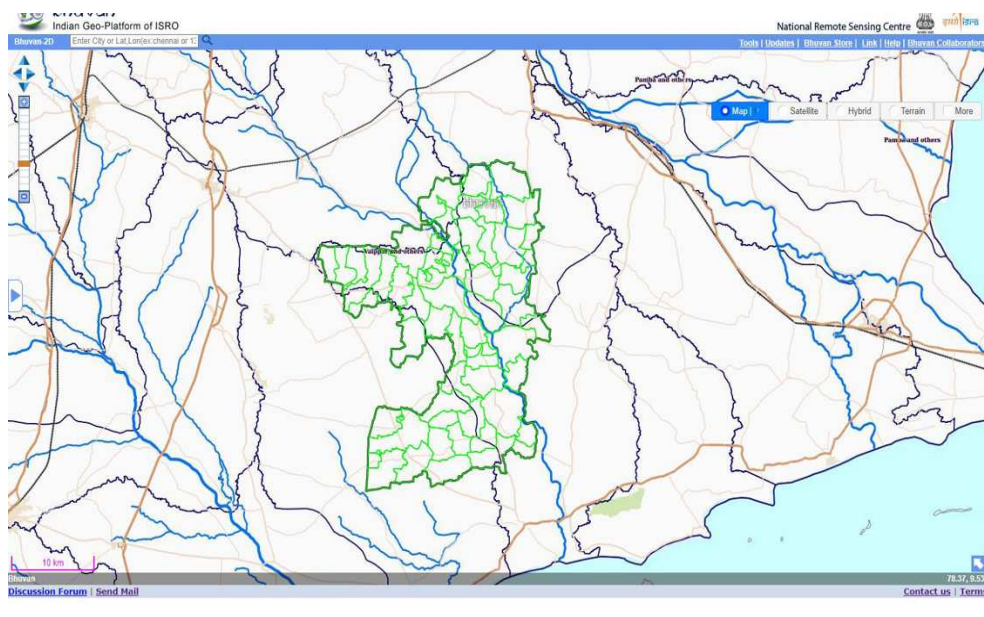 Indian Geo-Platform of ISRO
National Remote Sensing Centre
Bhuvan-2D
Enter City or Lat,Lon(ex:chennai or 13
Tools | Updates | Bhuvan Store | Link | Help | Bhuvan Collaborators
Pamba and others
Map |
Satellite
Hybrid
Terrain
More
Pam and others
Vaippar and others
10 km
Bhuvan
78.37, 9.53
Discussion Forum | Send Mail
Contact us | Terms